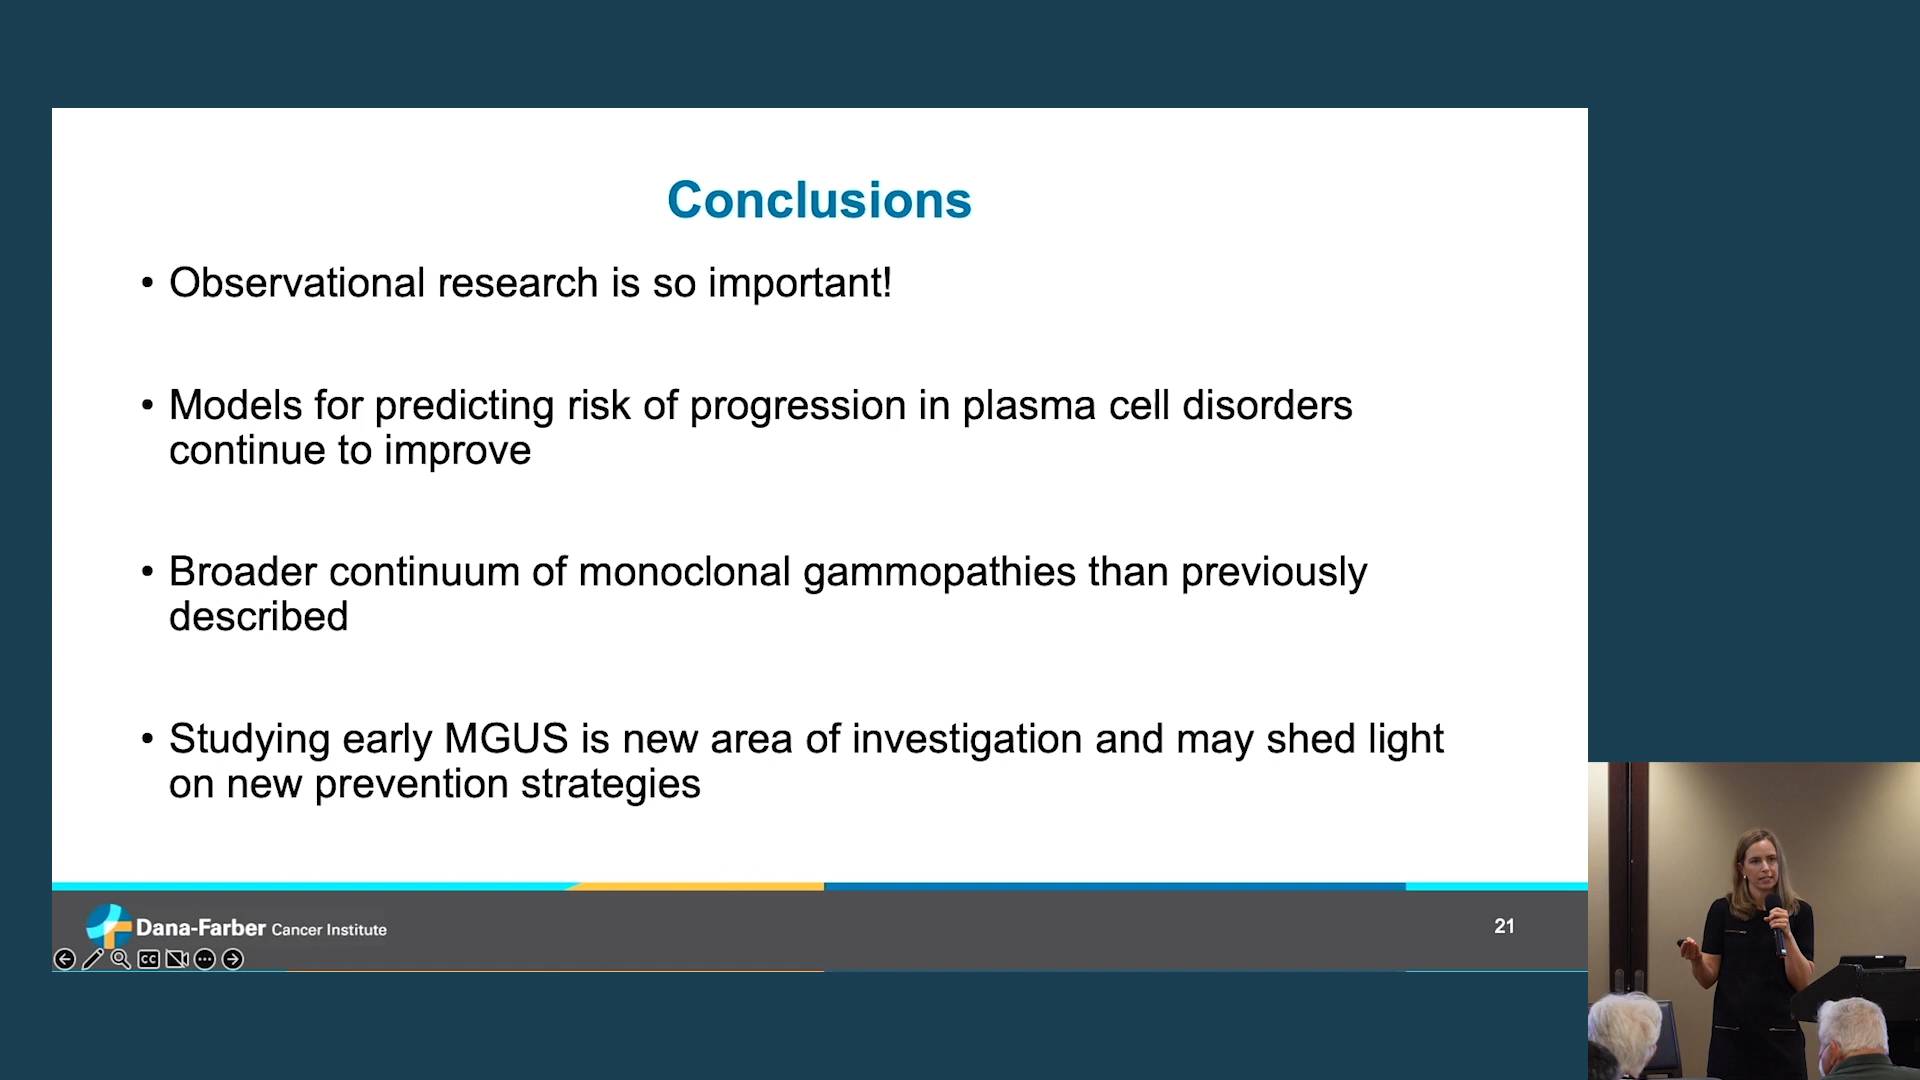 Conclusions
• Observational research is so important!
• Models for predicting risk of progression in plasma cell disorders
continue to improve
• Broader continuum of monoclonal gammopathies than previously
described
• Studying early MGUS is new area of investigation and may shed light
on new prevention strategies
Dana-Farber Cancer Institute
21
CC